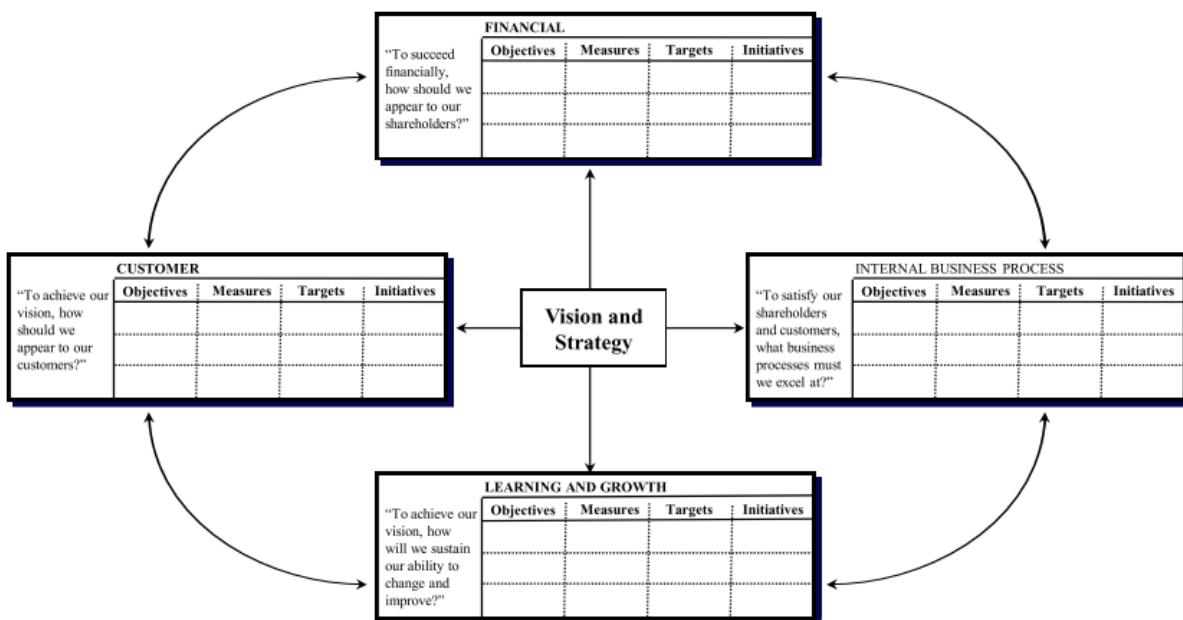 FINANCIAL
“To succeed
financially,
how should we
appear to our
shareholders?”
Objectives Measures Targets Initiatives
CUSTOMER
“To achieve our
vision, how
should we
appear to our
customers?”
Objectives Measures Targets Initiatives
Vision and
Strategy
INTERNAL BUSINESS PROCESS
“To satisfy our
shareholders
and customers,
what business
processes must
we excel at?”
Objectives Measures Targets Initiatives
LEARNING AND GROWTH
“To achieve our
vision, how
will we sustain
our ability to
change and
improve?”
Objectives Measures Targets Initiatives